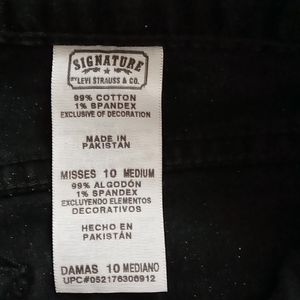 SIGNATURE
BY LEVI STRAUSS & CO.
99% COTTON
1% SPANDEX
EXCLUSIVE OF DECORATION
MADE IN
PAKISTAN
MISSES 10 MEDIUM
99% ALGODÓN
1% SPANDEX
EXCLUYENDO ELEMENTOS
DECORATIVOS
HECHO EN
PAKISTÁN
DAMAS 10 MEDIANO
UPC#052176306912